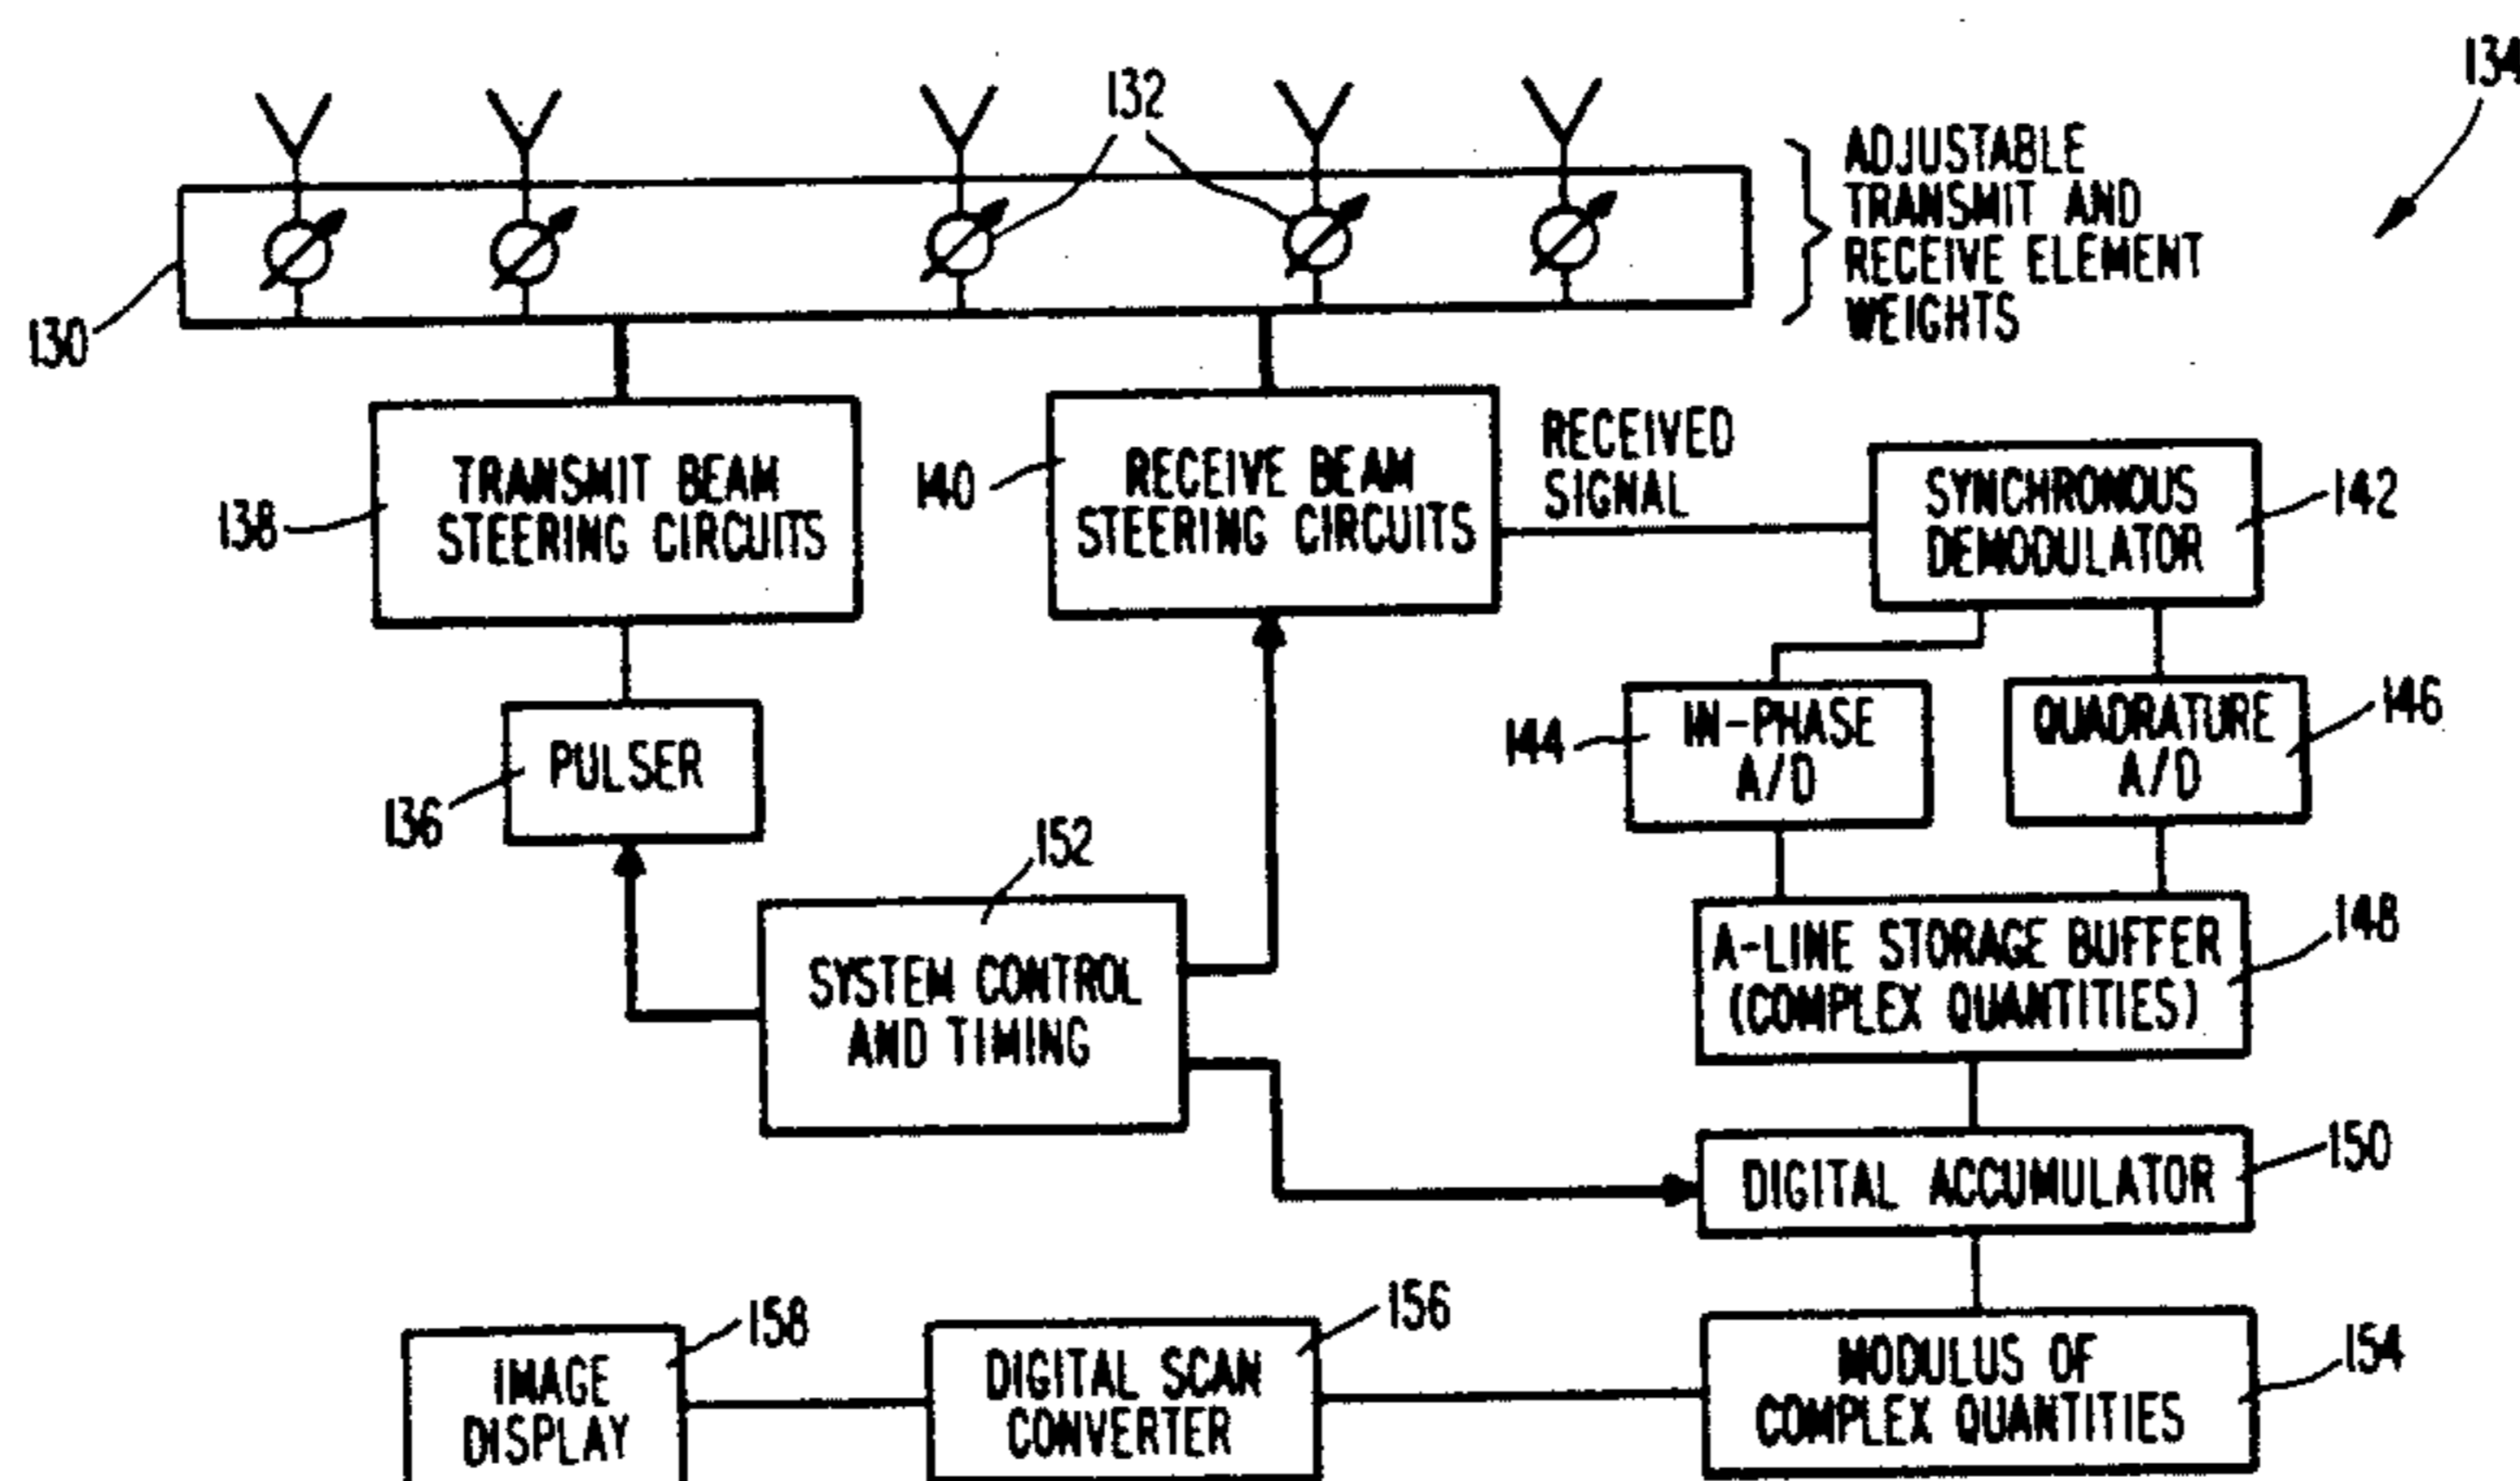 134
132
ADJUSTABLE
TRANSMIT AND
RECEIVE ELEMENT
WEIGHTS
130
TRANSMIT BEAM
STEERING CIRCUITS
138
140
RECEIVE BEAM
STEERING CIRCUITS
RECEIVED
SIGNAL
SYNCHRONOUS
DEMODULATOR
142
PULSER
136
144
IN-PHASE
A/D
QUADRATURE
A/D
146
152
SYSTEM CONTROL
AND TIMING
A-LINE STORAGE BUFFER
(COMPLEX QUANTITIES)
148
DIGITAL ACCUMULATOR
150
158
IMAGE
DISPLAY
156
DIGITAL SCAN
CONVERTER
MODULUS OF
COMPLEX QUANTITIES
154